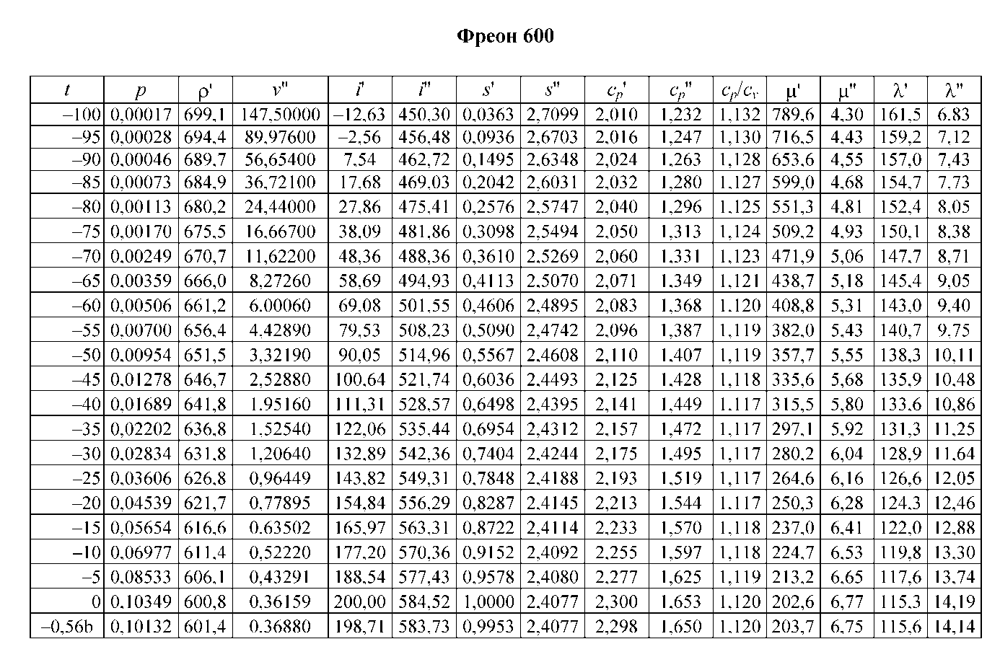 Фреон 600
t p ρ' v" i' i" s' s" cp' cp" cp/cv μ' μ" λ' λ"
–100 0,00017 699,1 147,50000 –12,63 450,30 0,0363 2,7099 2,010 1,232 1,132 789,6 4,30 161,5 6,83
–95 0,00028 694,4 89,97600 –2,56 456,48 0,0936 2,6703 2,016 1,247 1,130 716,5 4,43 159,2 7,12
–90 0,00046 689,7 56,65400 7,54 462,72 0,1495 2,6348 2,024 1,263 1,128 653,6 4,55 157,0 7,43
–85 0,00073 684,9 36,72100 17,68 469,03 0,2042 2,6031 2,032 1,280 1,127 599,0 4,68 154,7 7,73
–80 0,00113 680,2 24,44000 27,86 475,41 0,2576 2,5747 2,040 1,296 1,125 551,3 4,81 152,4 8,05
–75 0,00170 675,5 16,66700 38,09 481,86 0,3098 2,5494 2,050 1,313 1,124 509,2 4,93 150,1 8,38
–70 0,00249 670,7 11,62200 48,36 488,36 0,3610 2,5269 2,060 1,331 1,123 471,9 5,06 147,7 8,71
–65 0,00359 666,0 8,27260 58,69 494,93 0,4113 2,5070 2,071 1,349 1,121 438,7 5,18 145,4 9,05
–60 0,00506 661,2 6,00060 69,08 501,55 0,4606 2,4895 2,083 1,368 1,120 408,8 5,31 143,0 9,40
–55 0,00700 656,4 4,42890 79,53 508,23 0,5090 2,4742 2,096 1,387 1,119 382,0 5,43 140,7 9,75
–50 0,00954 651,5 3,32190 90,05 514,96 0,5567 2,4608 2,110 1,407 1,119 357,7 5,55 138,3 10,11
–45 0,01278 646,7 2,52880 100,64 521,74 0,6036 2,4493 2,125 1,428 1,118 335,6 5,68 135,9 10,48
–40 0,01689 641,8 1,95160 111,31 528,57 0,6498 2,4395 2,141 1,449 1,117 315,5 5,80 133,6 10,86
–35 0,02202 636,8 1,52540 122,06 535,44 0,6954 2,4312 2,157 1,472 1,117 297,1 5,92 131,3 11,25
–30 0,02834 631,8 1,20640 132,89 542,36 0,7404 2,4244 2,175 1,495 1,117 280,2 6,04 128,9 11,64
–25 0,03606 626,8 0,96449 143,82 549,31 0,7848 2,4188 2,193 1,519 1,117 264,6 6,16 126,6 12,05
–20 0,04539 621,7 0,77895 154,84 556,29 0,8287 2,4145 2,213 1,544 1,117 250,3 6,28 124,3 12,46
–15 0,05654 616,6 0,63502 165,97 563,31 0,8722 2,4114 2,233 1,570 1,118 237,0 6,41 122,0 12,88
–10 0,06977 611,4 0,52220 177,20 570,36 0,9152 2,4092 2,255 1,597 1,118 224,7 6,53 119,8 13,30
–5 0,08533 606,1 0,43291 188,54 577,43 0,9578 2,4080 2,277 1,625 1,119 213,2 6,65 117,6 13,74
0 0,10349 600,8 0,36159 200,00 584,52 1,0000 2,4077 2,300 1,653 1,120 202,6 6,77 115,3 14,19
–0,56b 0,10132 601,4 0,36880 198,71 583,73 0,9953 2,4077 2,298 1,650 1,120 203,7 6,75 115,6 14,14